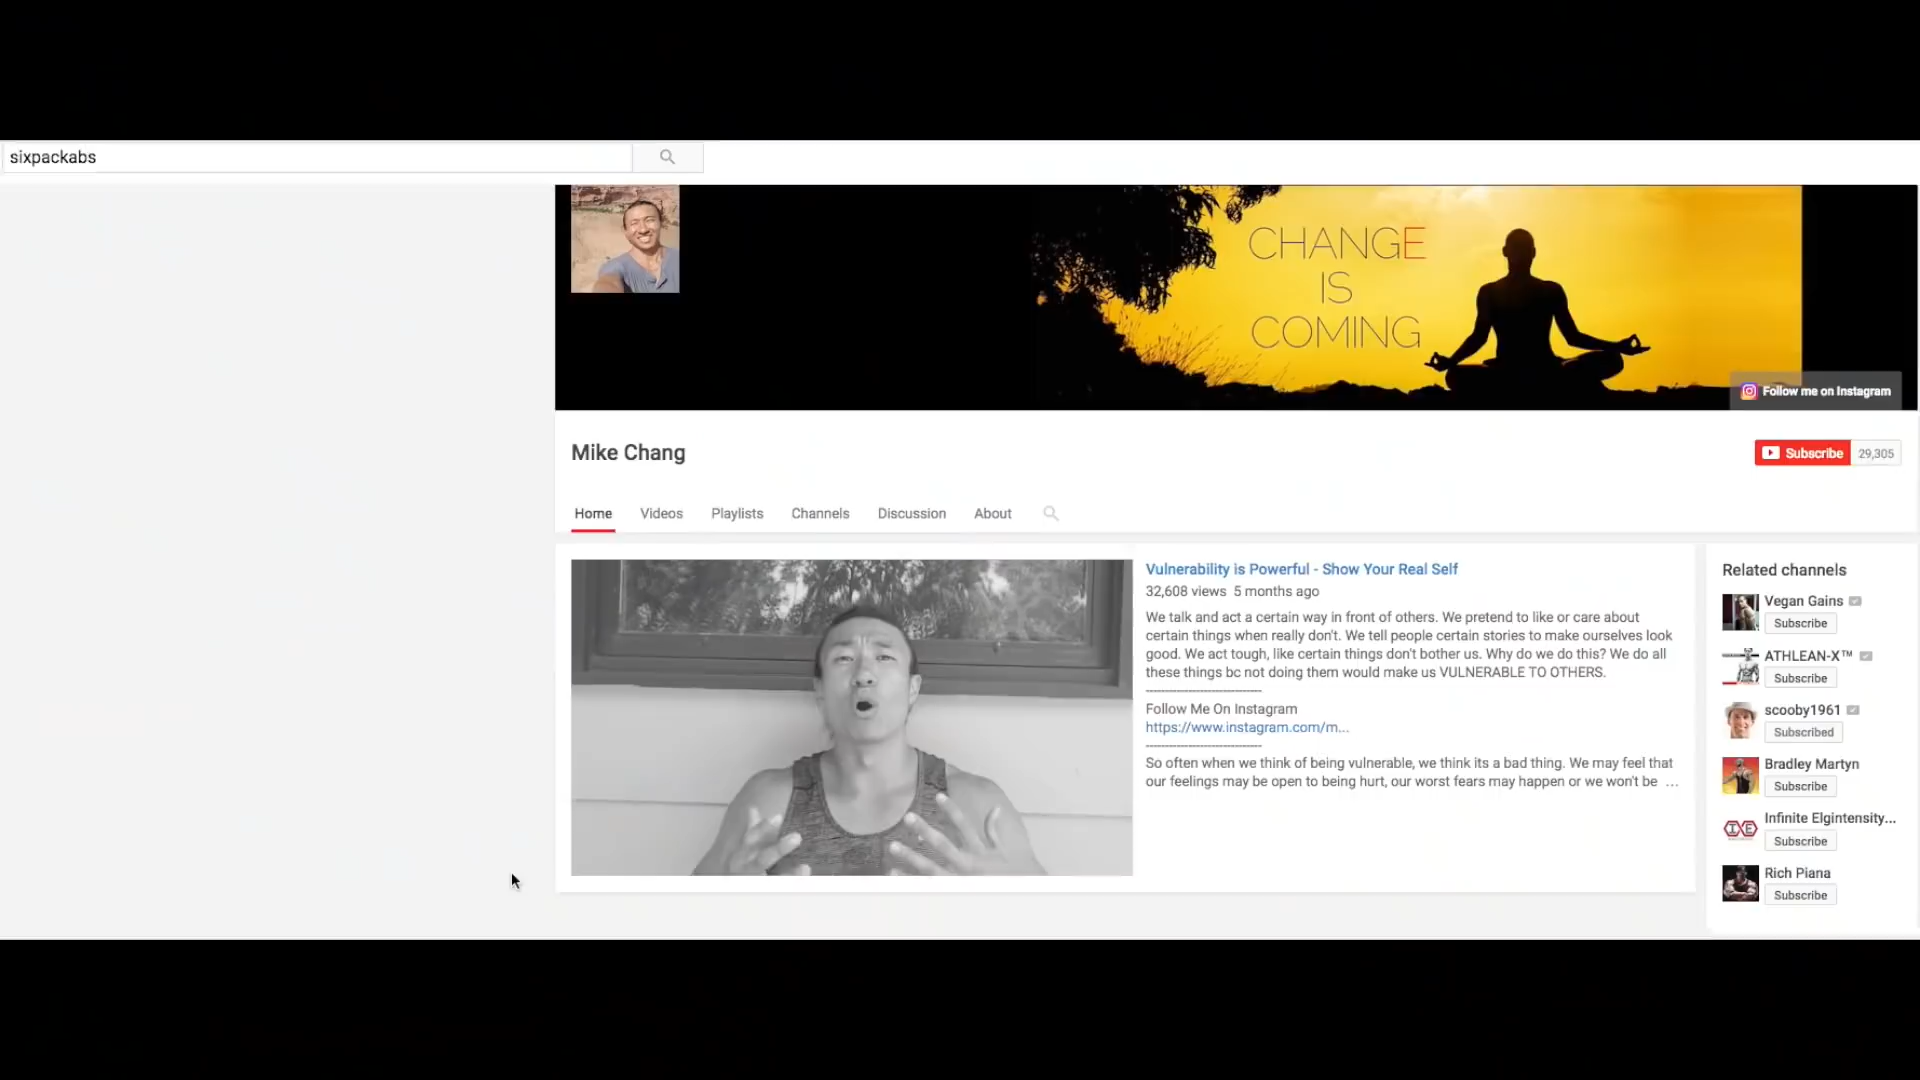 sixpackabs
CHANGE
IS
COMING
Follow me on Instagram
Mike Chang
Subscribe 29,305
Home Videos Playlists Channels Discussion About
Vulnerability is Powerful - Show Your Real Self
32,608 views 5 months ago
We talk and act a certain way in front of others. We pretend to like or care about
certain things when really don't. We tell people certain stories to make ourselves look
good. We act tough, like certain things don't bother us. Why do we do this? We do all
these things bc not doing them would make us VULNERABLE TO OTHERS.
------------------------------
Follow Me On Instagram
https://www.instagram.com/m...
------------------------------
So often when we think of being vulnerable, we think its a bad thing. We may feel that
our feelings may be open to being hurt, our worst fears may happen or we won't be ...
Related channels
Vegan Gains
Subscribe
ATHLEAN-X™
Subscribe
scooby1961
Subscribed
Bradley Martyn
Subscribe
Infinite Elgintensity...
Subscribe
Rich Piana
Subscribe